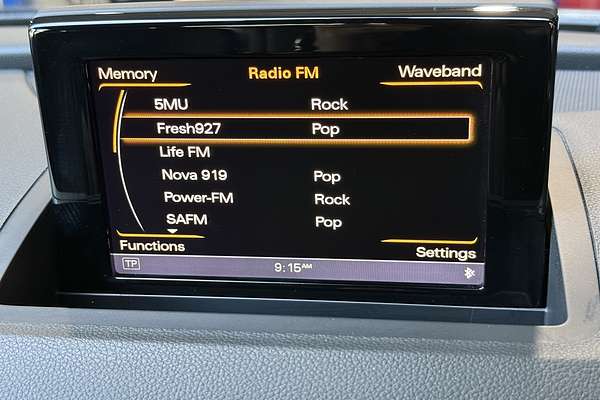 Memory Radio FM Waveband
5MU Rock
Fresh927 Pop
Life FM
Nova 919 Pop
Power-FM Rock
SAFM Pop
Functions Settings
TP 9:15AM